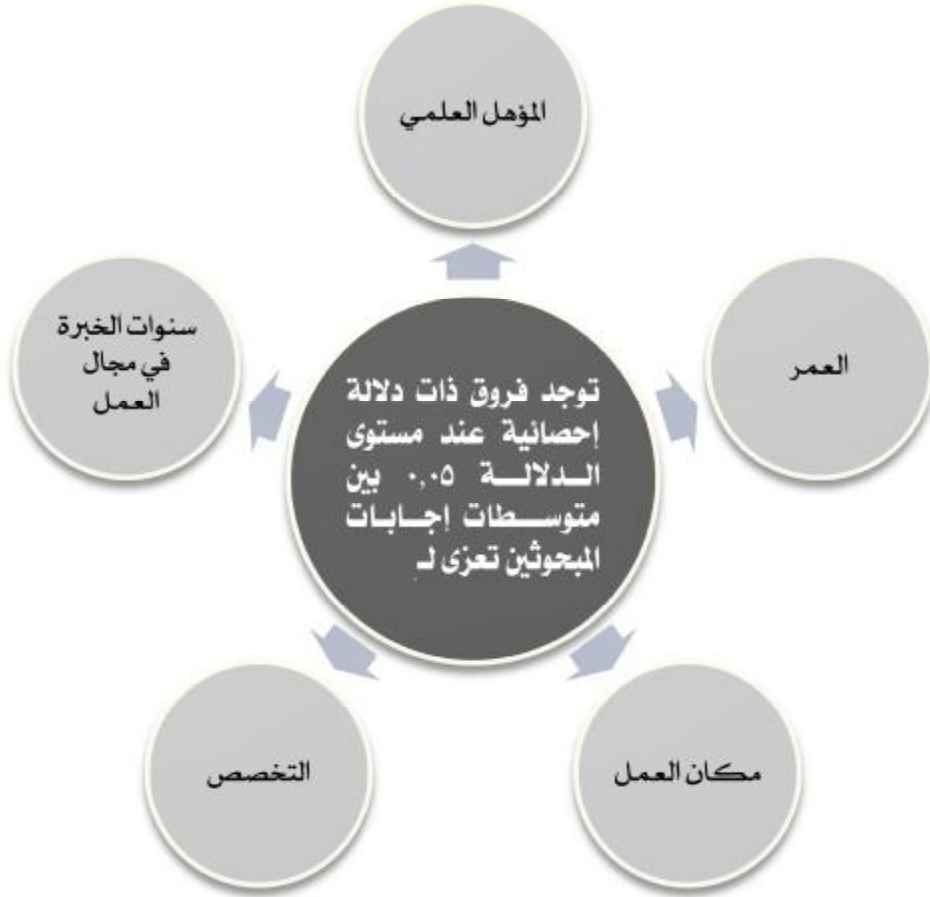 المؤهل العلمي
العمر
سنوات الخبرة
في مجال
العمل
توجد فروق ذات دلالة
إحصائية عند مستوى
الدلالة ٠,٠٥ بين
متوسطات إجابات
المبحوثين تعزى لـ
مكان العمل
التخصص